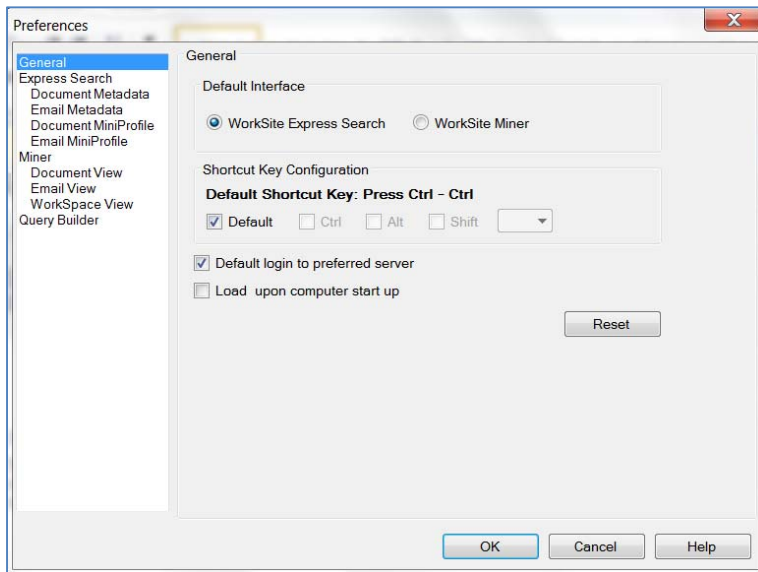 Preferences
General
Express Search
Document Metadata
Email Metadata
Document MiniProfile
Email MiniProfile
Miner
Document View
Email View
WorkSpace View
Query Builder
General
Default Interface
WorkSite Express Search WorkSite Miner
Shortcut Key Configuration
Default Shortcut Key: Press Ctrl - Ctrl
Default Ctrl Alt Shift
Default login to preferred server
Load upon computer start up
Reset
OK Cancel Help